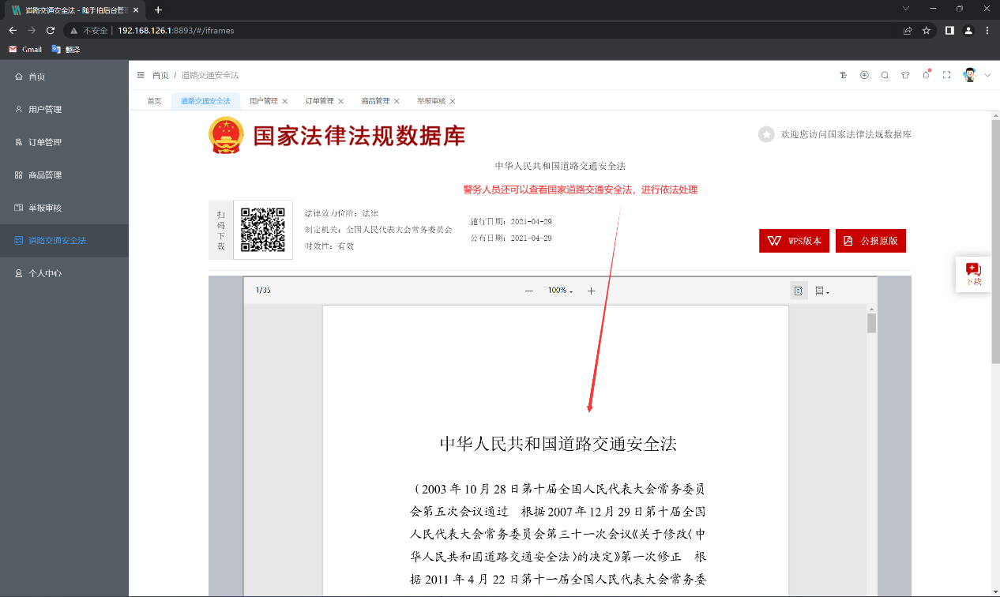 道路交通安全法 - 随手拍后台管理
不安全 192.168.126.1:8893/#/iframes
Gmail 翻译
首页
用户管理
订单管理
商品管理
举报审核
道路交通安全法
个人中心
首页 / 道路交通安全法
首页 道路交通安全法 用户管理 订单管理 商品管理 举报审核
国家法律法规数据库
欢迎您访问国家法律法规数据库
中华人民共和国道路交通安全法
警务人员还可以查看国家道路交通安全法，进行依法处理
扫码下载
法律效力位阶：法律
制定机关：全国人民代表大会常务委员会
时效性：有效
施行日期：2021-04-29
公布日期：2021-04-29
WPS版本
公报原版
下载
1/35
100%
中华人民共和国道路交通安全法
（2003 年 10 月 28 日第十届全国人民代表大会常务委员
会第五次会议通过　根据 2007 年 12 月 29 日第十届全国
人民代表大会常务委员会第三十一次会议《关于修改〈中
华人民共和国道路交通安全法〉的决定》第一次修正　根
据 2011 年 4 月 22 日第十一届全国人民代表大会常务委